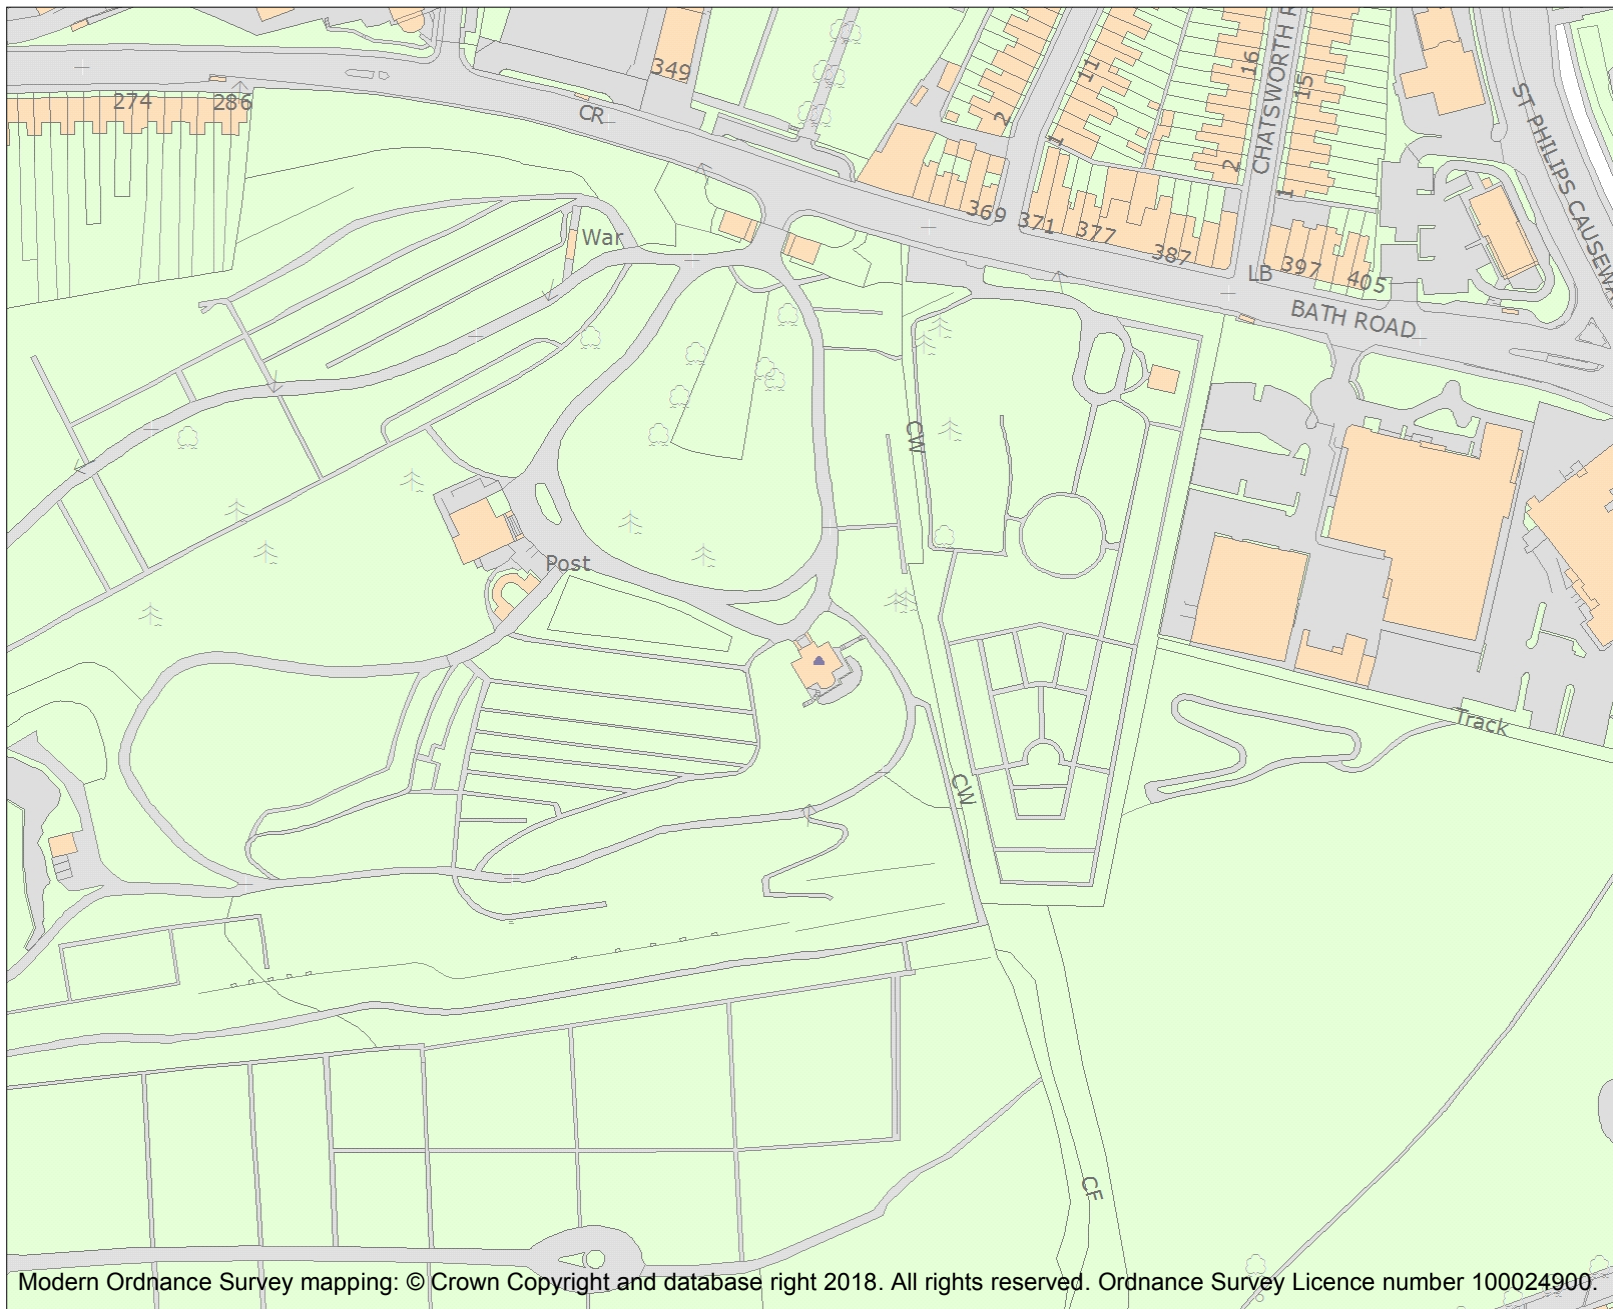 349
274
286
CR
War
2
11
1
16
CHATSWORTH R
15
2
1
ST PHILIPS CAUSEWA
369
371
377
387
LB
397
405
BATH ROAD
CW
Post
Track
CW
CF
Modern Ordnance Survey mapping: © Crown Copyright and database right 2018. All rights reserved. Ordnance Survey Licence number 100024900.